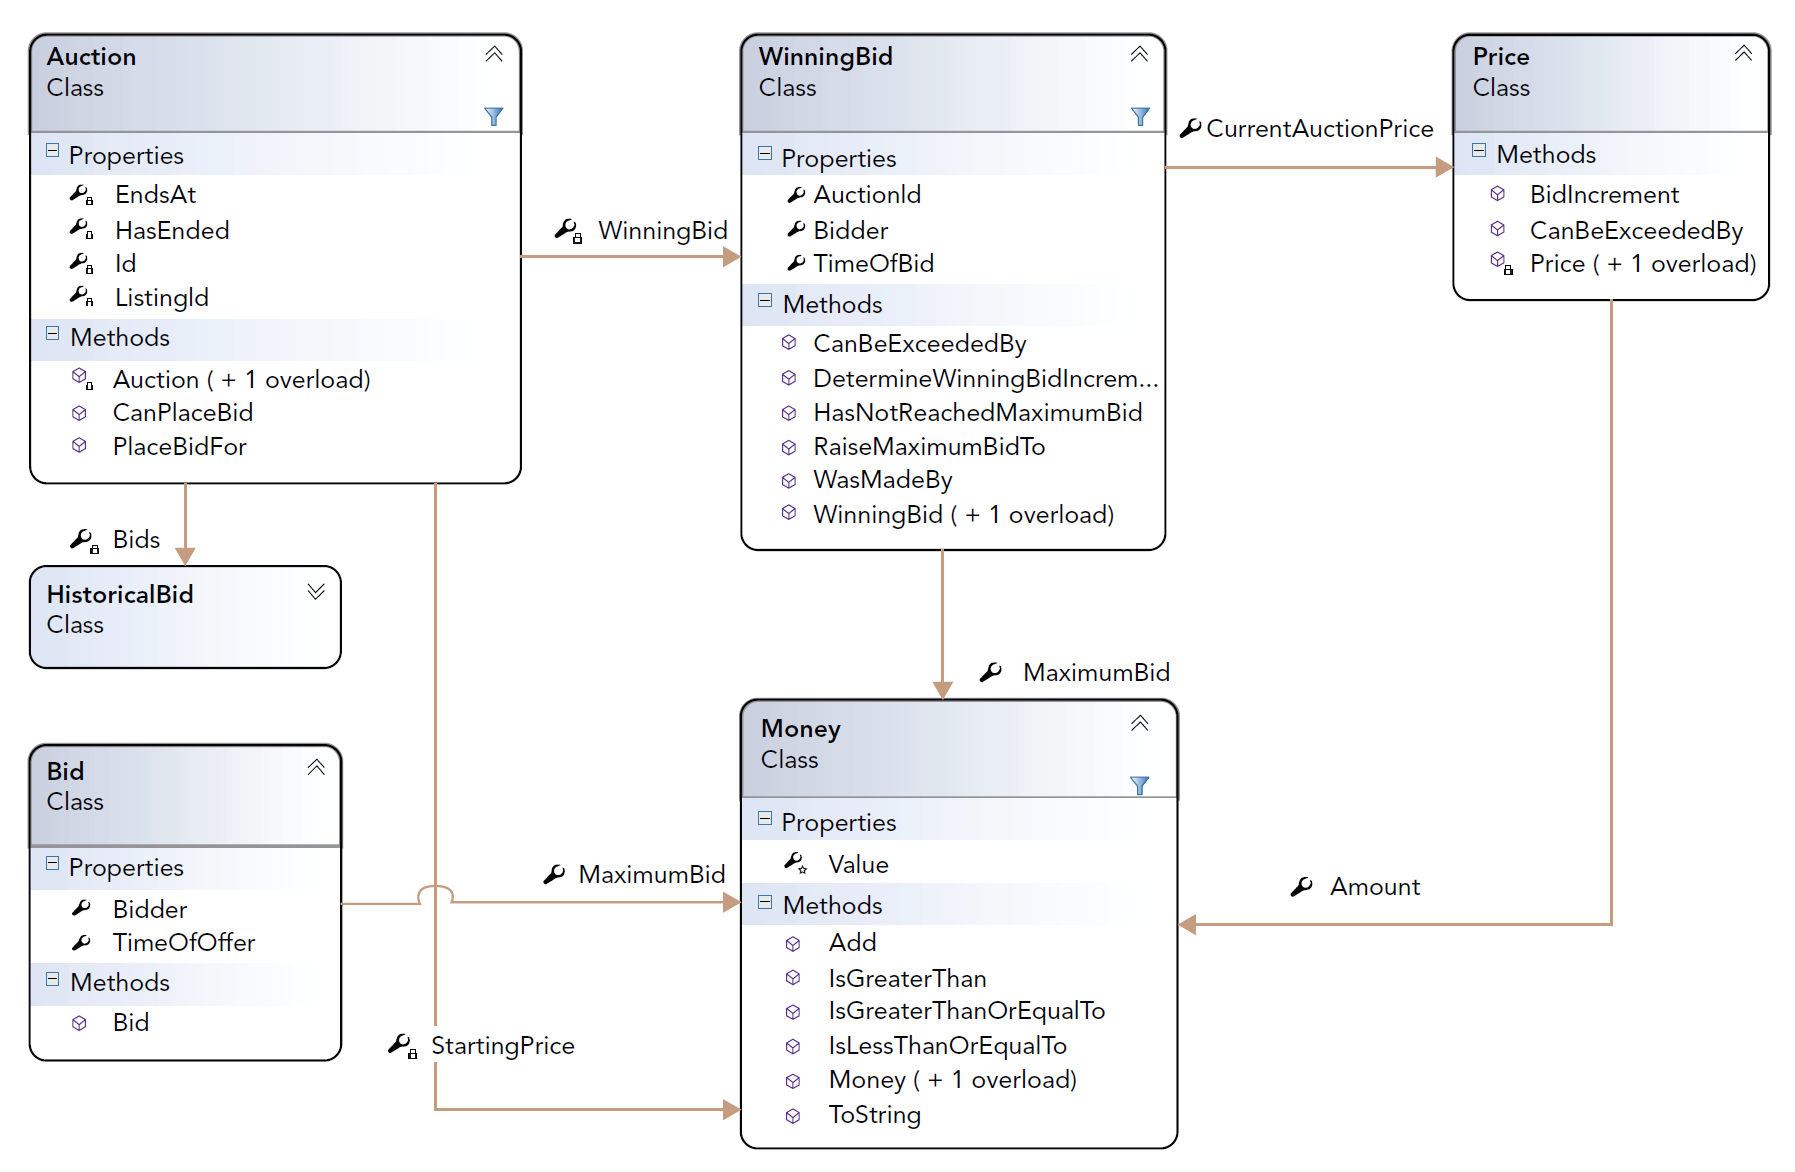 Auction
Class
Properties
EndsAt
HasEnded
Id
ListingId
Methods
Auction ( + 1 overload)
CanPlaceBid
PlaceBidFor
WinningBid
WinningBid
Class
Properties
AuctionId
Bidder
TimeOfBid
Methods
CanBeExceededBy
DetermineWinningBidIncrem...
HasNotReachedMaximumBid
RaiseMaximumBidTo
WasMadeBy
WinningBid ( + 1 overload)
CurrentAuctionPrice
Price
Class
Methods
BidIncrement
CanBeExceededBy
Price ( + 1 overload)
Bids
HistoricalBid
Class
MaximumBid
Bid
Class
Properties
Bidder
TimeOfOffer
Methods
Bid
MaximumBid
StartingPrice
Money
Class
Properties
Value
Methods
Add
IsGreaterThan
IsGreaterThanOrEqualTo
IsLessThanOrEqualTo
Money ( + 1 overload)
ToString
Amount